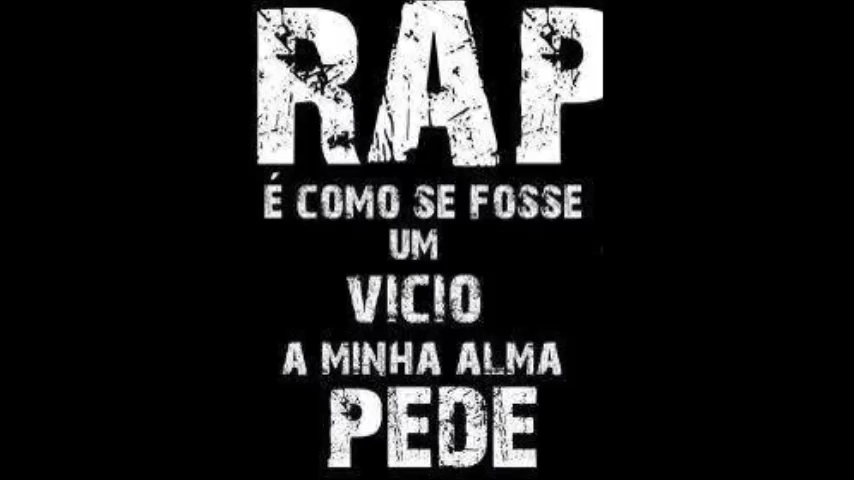 RAP
É COMO SE FOSSE
UM
VICIO
A MINHA ALMA
PEDE